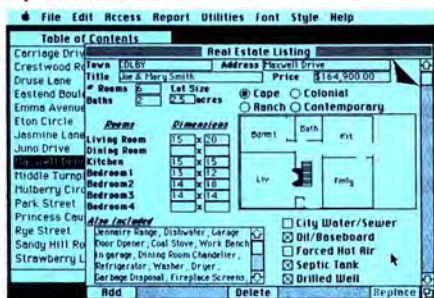 File Edit Access Report Utilities Font Style Help
Table of Contents
Carriage Driv
Crestwood Ro
Druse Lane
Eastend Boule
Emma Avenue
Eton Circle
Jasmine Lane
Juno Drive
Maxwell Drive
Middle Turnp
Mulberry Circ
Park Street
Princess Cau
Rye Street
Sandy Hill Ro
Strawberry L
Real Estate Listing
Town COLBY Address Maxwell Drive
Title Joe & Mary Smith Price $164,900.00
# Rooms 6 Lot Size
Baths 2 2.5 acres
Cape Colonial
Ranch Contemporary
Rooms Dimensions
Living Room 15 x 20
Dining Room x
Kitchen 15 x 15
Bedroom1 13 x 12
Bedroom2 14 x 18
Bedroom3 14 x 14
Bedroom4 x
Bdrm1 Bath Kit
Liv Fmly
Also Included
Jennaire Range, Dishwater, Garage
Door Opener, Coal Stove, Work Bench
in garage, Dining Room Chandelier,
Refrigerator, Washer, Dryer,
Garbage Disposal, Fireplace Screens,
City Water/Sewer
Oil/Baseboard
Forced Hot Air
Septic Tank
Drilled Well
Add Delete Replace